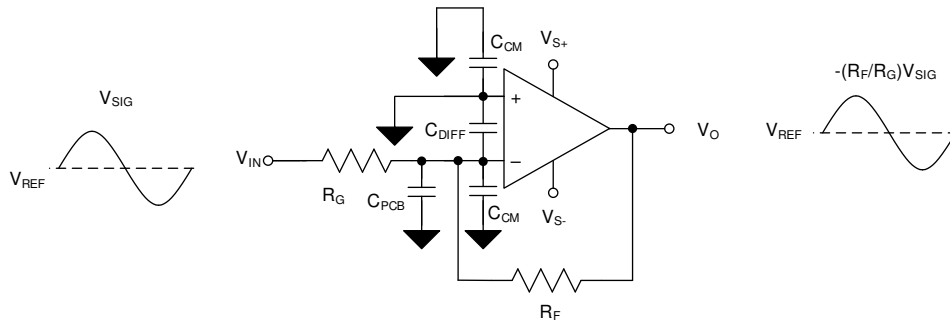 C_CM
V_S+
-(R_F/R_G)V_SIG
V_SIG
+
C_DIFF
V_O
V_REF
V_IN
−
V_REF
R_G
C_PCB
C_CM
V_S-
R_F